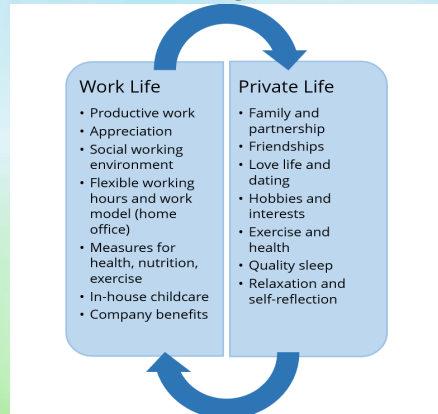 Work Life
• Productive work
• Appreciation
• Social working
environment
• Flexible working
hours and work
model (home
office)
• Measures for
health, nutrition,
exercise
• In-house childcare
• Company benefits
Private Life
• Family and
partnership
• Friendships
• Love life and
dating
• Hobbies and
interests
• Exercise and
health
• Quality sleep
• Relaxation and
self-reflection